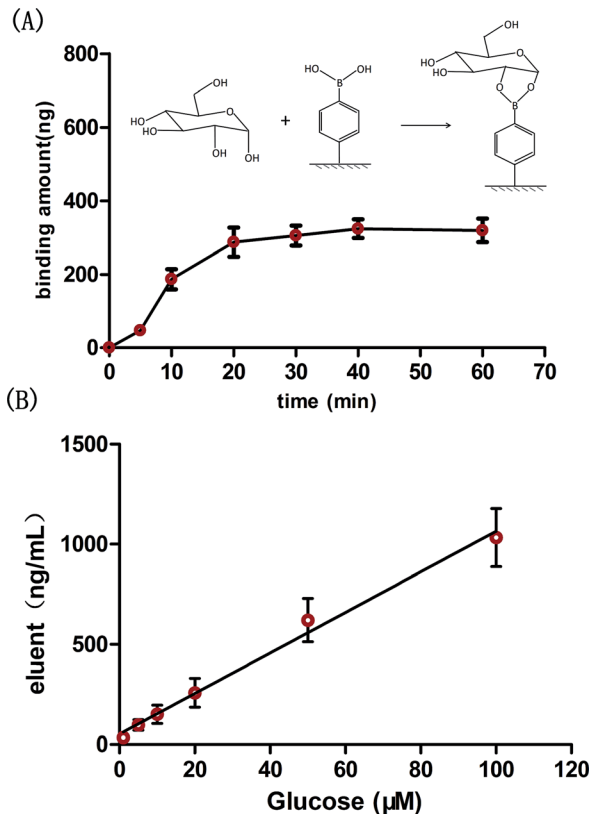 (A)
800
600
400
200
0
binding amount(ng)
0 10 20 30 40 50 60 70
time (min)
OH
HO
O
HO
OH
OH
+
HO
OH
B
OH
HO
O
HO
O
O
B
(B)
1500
1000
500
0
eluent (ng/mL)
0 20 40 60 80 100 120
Glucose (µM)